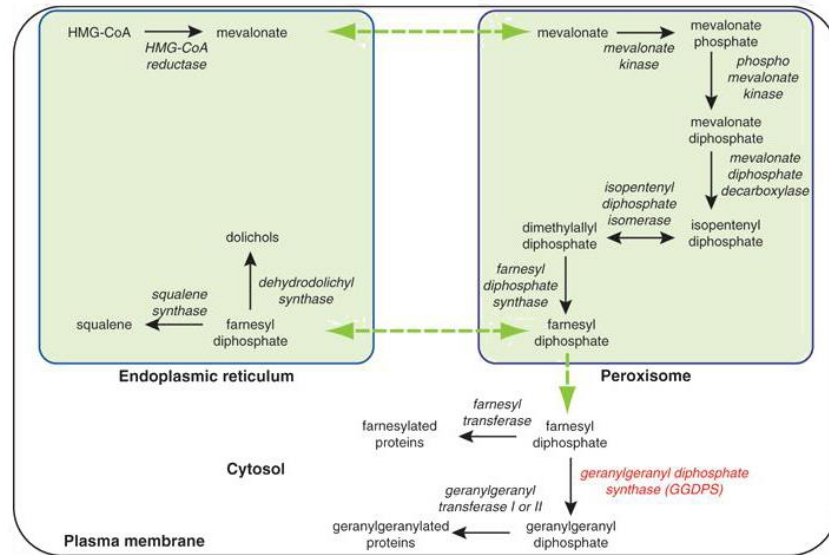 HMG-CoA
HMG-CoA
reductase
mevalonate
mevalonate
mevalonate
kinase
mevalonate
phosphate
phospho
mevalonate
kinase
mevalonate
diphosphate
mevalonate
diphosphate
decarboxylase
isopentenyl
diphosphate
isopentenyl
diphosphate
isomerase
dimethylallyl
diphosphate
farnesyl
diphosphate
synthase
farnesyl
diphosphate
dolichols
dehydrodolichyl
synthase
squalene
synthase
squalene
farnesyl
diphosphate
Endoplasmic reticulum
Peroxisome
farnesyl
transferase
farnesylated
proteins
farnesyl
diphosphate
Cytosol
geranylgeranyl diphosphate
synthase (GGDPS)
geranylgeranyl
transferase I or II
geranylgeranylated
proteins
geranylgeranyl
diphosphate
Plasma membrane